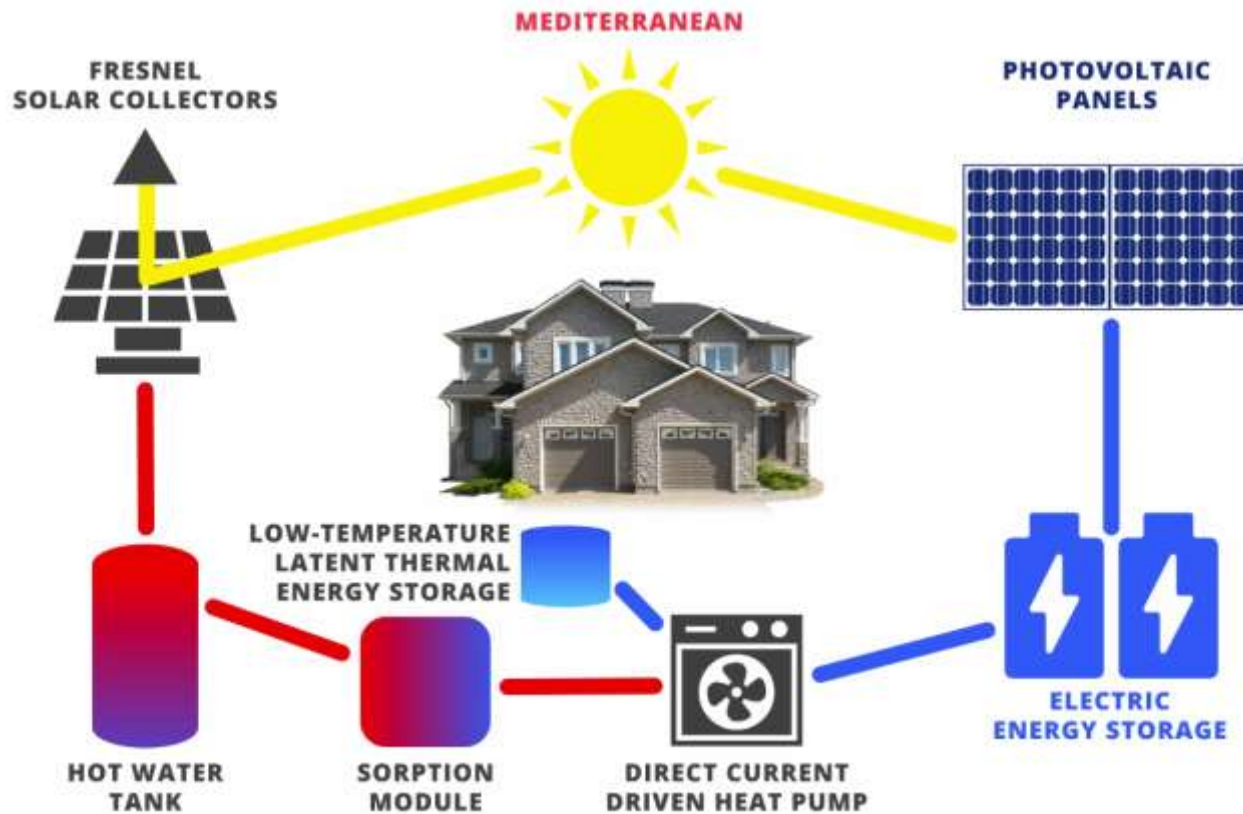 MEDITERRANEAN
FRESNEL
SOLAR COLLECTORS
PHOTOVOLTAIC
PANELS
LOW-TEMPERATURE
LATENT THERMAL
ENERGY STORAGE
ELECTRIC
ENERGY STORAGE
HOT WATER
TANK
SORPTION
MODULE
DIRECT CURRENT
DRIVEN HEAT PUMP